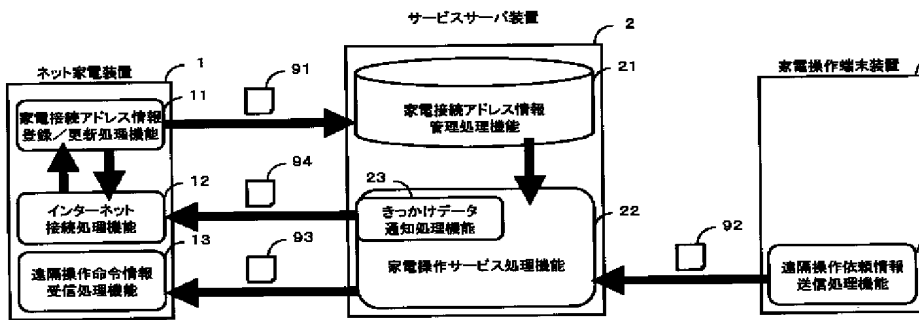 サービスサーバ装置
2
ネット家電装置
1
91
21
家電操作端末装置
11
家電接続アドレス情報
登録／更新処理機能
家電接続アドレス情報
管理処理機能
94
12
23
インターネット
接続処理機能
きっかけデータ
通知処理機能
22
13
93
92
遠隔操作命令情報
受信処理機能
家電操作サービス処理機能
遠隔操作依頼情報
送信処理機能